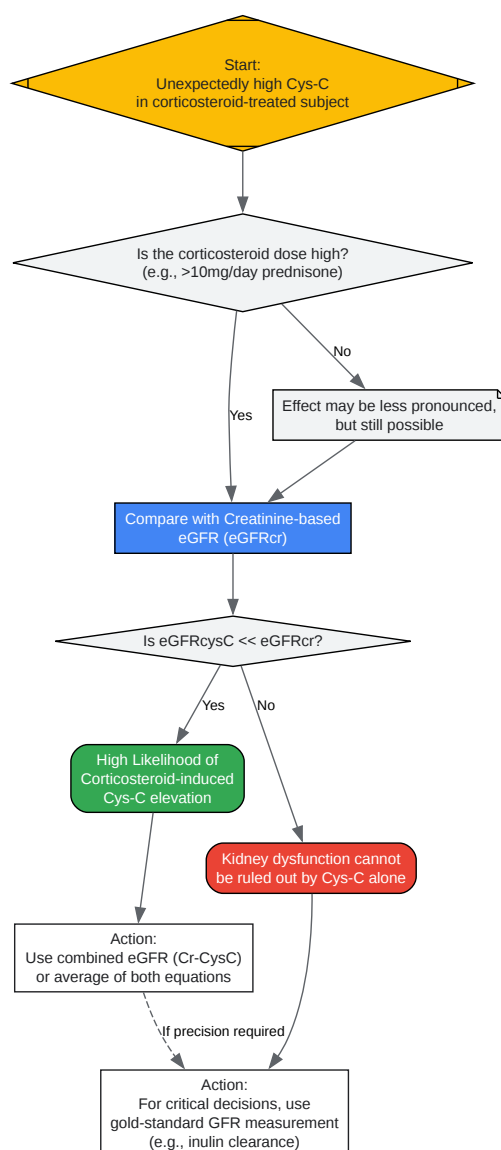 Start:
Unexpectedly high Cys-C
in corticosteroid-treated subject
Is the corticosteroid dose high?
(e.g., >10mg/day prednisone)
No
Yes
Effect may be less pronounced,
but still possible
Compare with Creatinine-based
eGFR (eGFRcr)
Is eGFRcysC << eGFRcr?
Yes
No
High Likelihood of
Corticosteroid-induced
Cys-C elevation
Kidney dysfunction cannot
be ruled out by Cys-C alone
Action:
Use combined eGFR (Cr-CysC)
or average of both equations
If precision required
Action:
For critical decisions, use
gold-standard GFR measurement
(e.g., inulin clearance)